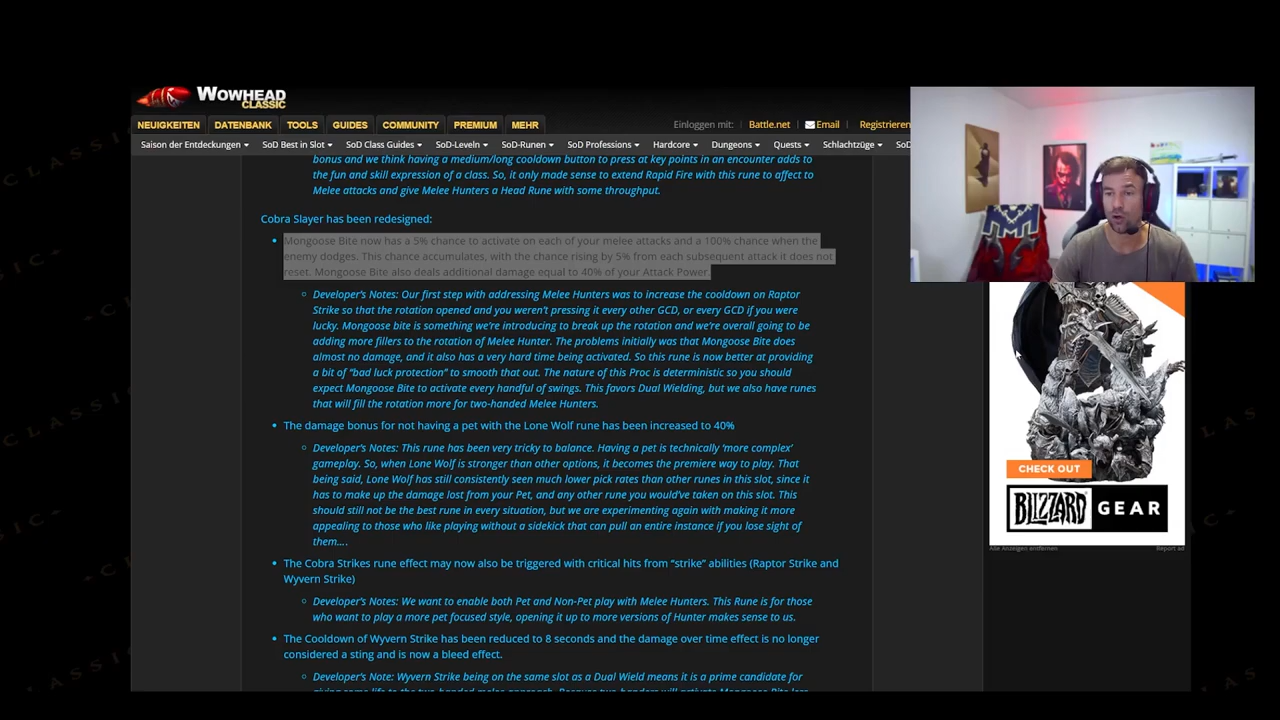 WOWHEAD
CLASSIC
NEUIGKEITEN DATENBANK TOOLS GUIDES COMMUNITY PREMIUM MEHR Einloggen mit: Battle.net Email Registrieren
Saison der Entdeckungen SoD Best in Slot SoD Class Guides SoD-Leveln SoD-Runen SoD Professions Hardcore Dungeons Quests Schlachtzüge SoD
bonus and we think having a medium/long cooldown button to press at key points in an encounter adds to
the fun and skill expression of a class. So, it only made sense to extend Rapid Fire with this rune to affect to
Melee attacks and give Melee Hunters a Head Rune with some throughput.
Cobra Slayer has been redesigned:
Mongoose Bite now has a 5% chance to activate on each of your melee attacks and a 100% chance when the
enemy dodges. This chance accumulates, with the chance rising by 5% from each subsequent attack it does not
reset. Mongoose Bite also deals additional damage equal to 40% of your Attack Power.
Developer's Notes: Our first step with addressing Melee Hunters was to increase the cooldown on Raptor
Strike so that the rotation opened and you weren't pressing it every other GCD, or every GCD if you were
lucky. Mongoose bite is something we're introducing to break up the rotation and we're overall going to be
adding more fillers to the rotation of Melee Hunter. The problems initially was that Mongoose Bite does
almost no damage, and it also has a very hard time being activated. So this rune is now better at providing
a bit of "bad luck protection" to smooth that out. The nature of this Proc is deterministic so you should
expect Mongoose Bite to activate every handful of swings. This favors Dual Wielding, but we also have runes
that will fill the rotation more for two-handed Melee Hunters.
The damage bonus for not having a pet with the Lone Wolf rune has been increased to 40%
Developer's Notes: This rune has been very tricky to balance. Having a pet is technically 'more complex'
gameplay. So, when Lone Wolf is stronger than other options, it becomes the premiere way to play. That
being said, Lone Wolf has still consistently seen much lower pick rates than other runes in this slot, since it
has to make up the damage lost from your Pet, and any other rune you would've taken on this slot. This
should still not be the best rune in every situation, but we are experimenting again with making it more
appealing to those who like playing without a sidekick that can pull an entire instance if you lose sight of
them....
The Cobra Strikes rune effect may now also be triggered with critical hits from "strike" abilities (Raptor Strike and
Wyvern Strike)
Developer's Notes: We want to enable both Pet and Non-Pet play with Melee Hunters. This Rune is for those
who want to play a more pet focused style, opening it up to more versions of Hunter makes sense to us.
The Cooldown of Wyvern Strike has been reduced to 8 seconds and the damage over time effect is no longer
considered a sting and is now a bleed effect.
Developer's Note: Wyvern Strike being on the same slot as a Dual Wield means it is a prime candidate for
CHECK OUT
BLIZZARD GEAR
Alle Anzeigen entfernen Report ad